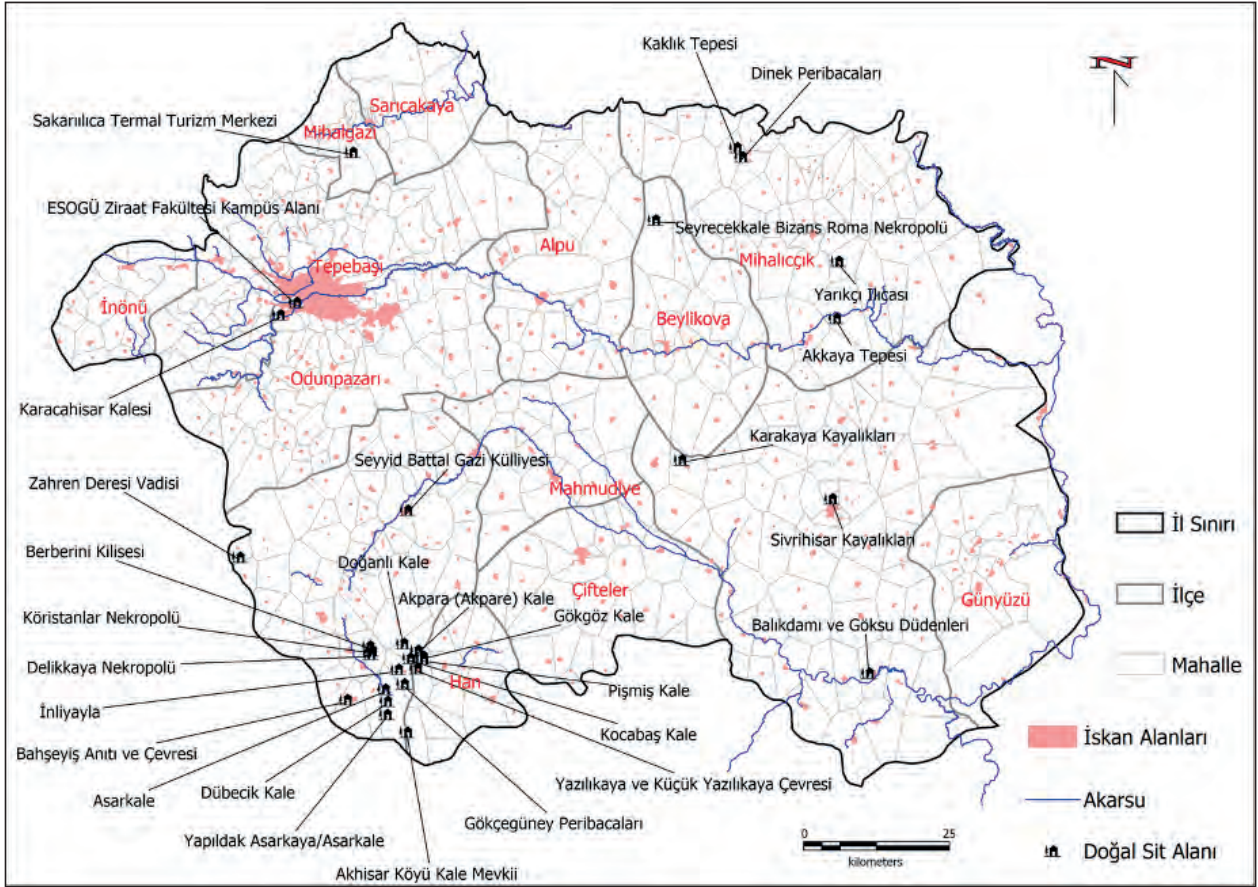 Kaklık Tepesi
Dinek Peribacaları
Sarıcakaya
Sakarıılıca Termal Turizm Merkezi
Mihalgazi
ESOGÜ Ziraat Fakültesi Kampüs Alanı
Seyrecekkale Bizans Roma Nekropolü
Alpu
Tepebaşı
Mihalıcçık
İnönü
Yarıkçı Ilıcası
Beylikova
Akkaya Tepesi
Odunpazarı
Karacahisar Kalesi
Karakaya Kayalıkları
Seyyid Battal Gazi Külliyesi
Zahren Deresi Vadisi
Mahmudiye
İl Sınırı
Sivrihisar Kayalıkları
Berberini Kilisesi
Doğanlı Kale
Çifteler
İlçe
Akpara (Akpare) Kale
Günyüzü
Köristanlar Nekropolü
Gökgöz Kale
Balıkdamı ve Göksu Düdenleri
Delikkaya Nekropolü
Mahalle
Han
Pişmiş Kale
İnliyayla
Kocabaş Kale
İskan Alanları
Bahşeyiş Anıtı ve Çevresi
Yazılıkaya ve Küçük Yazılıkaya Çevresi
Asarkale
Dübecik Kale
Akarsu
Gökçegüney Peribacaları
Yapıldak Asarkaya/Asarkale
0 25
kilometers
Doğal Sit Alanı
Akhisar Köyü Kale Mevkii